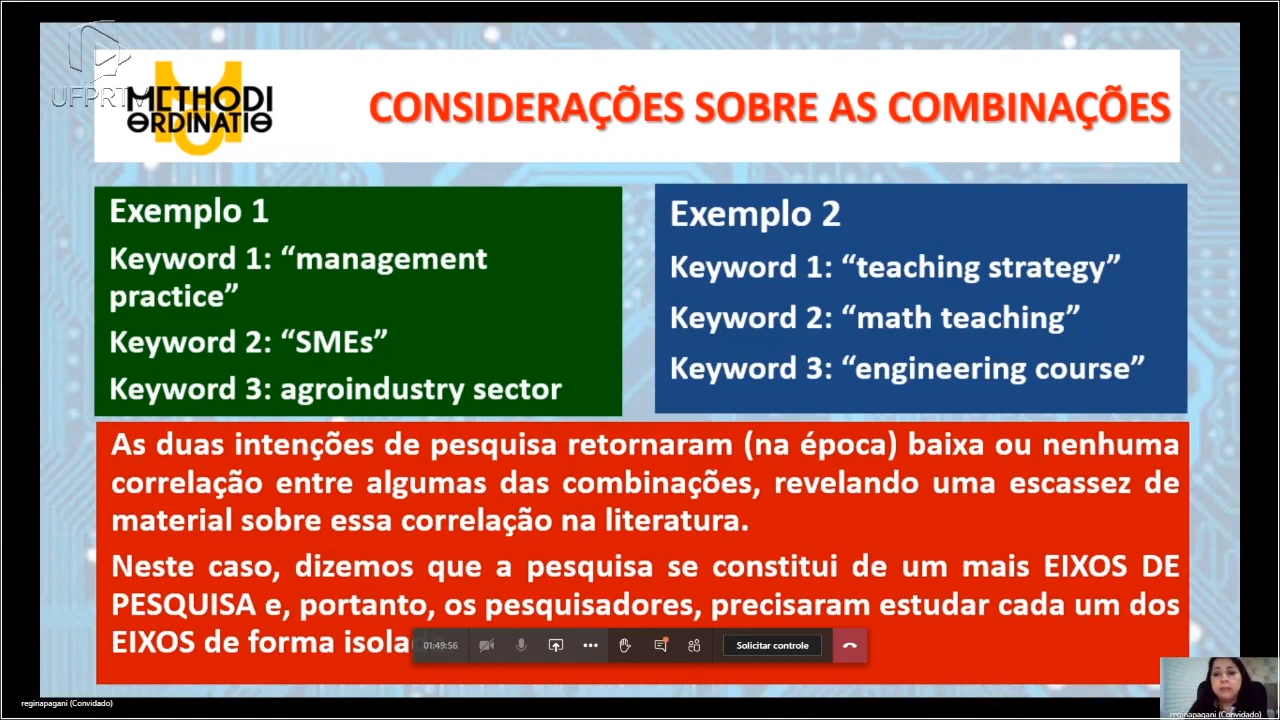 UFPRTV
METHODI
ORDINATIO
CONSIDERAÇÕES SOBRE AS COMBINAÇÕES
Exemplo 1
Keyword 1: “management
practice”
Keyword 2: “SMEs”
Keyword 3: agroindustry sector
Exemplo 2
Keyword 1: “teaching strategy”
Keyword 2: “math teaching”
Keyword 3: “engineering course”
As duas intenções de pesquisa retornaram (na época) baixa ou nenhuma
correlação entre algumas das combinações, revelando uma escassez de
material sobre essa correlação na literatura.
Neste caso, dizemos que a pesquisa se constitui de um mais EIXOS DE
PESQUISA e, portanto, os pesquisadores, precisaram estudar cada um dos
EIXOS de forma isola
01:49:56
Solicitar controle
reginapagani (Convidado)
reginapagani (Convidado)